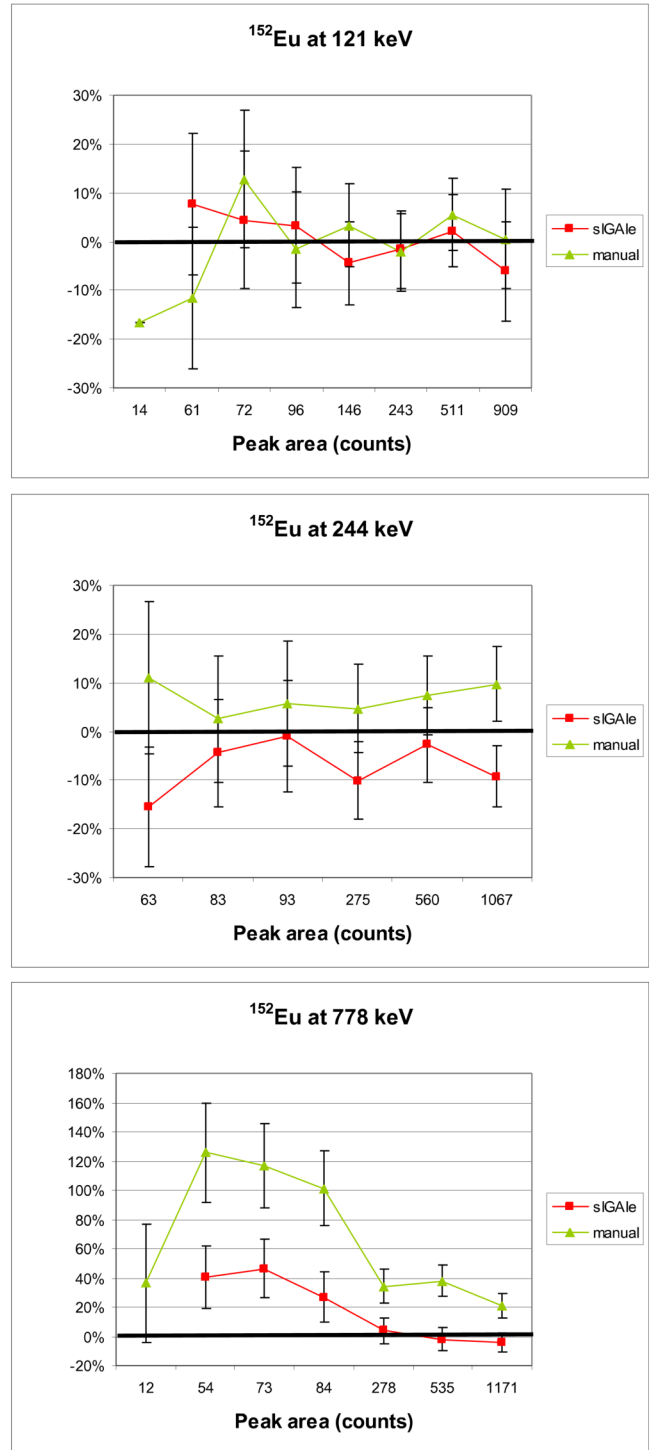 ¹⁵²Eu at 121 keV
30%
20%
10%
0%
-10%
-20%
-30%
14 61 72 96 146 243 511 909
Peak area (counts)
sIGAle
manual
¹⁵²Eu at 244 keV
30%
20%
10%
0%
-10%
-20%
-30%
63 83 93 275 560 1067
Peak area (counts)
sIGAle
manual
¹⁵²Eu at 778 keV
180%
160%
140%
120%
100%
80%
60%
40%
20%
0%
-20%
12 54 73 84 278 535 1171
Peak area (counts)
sIGAle
manual